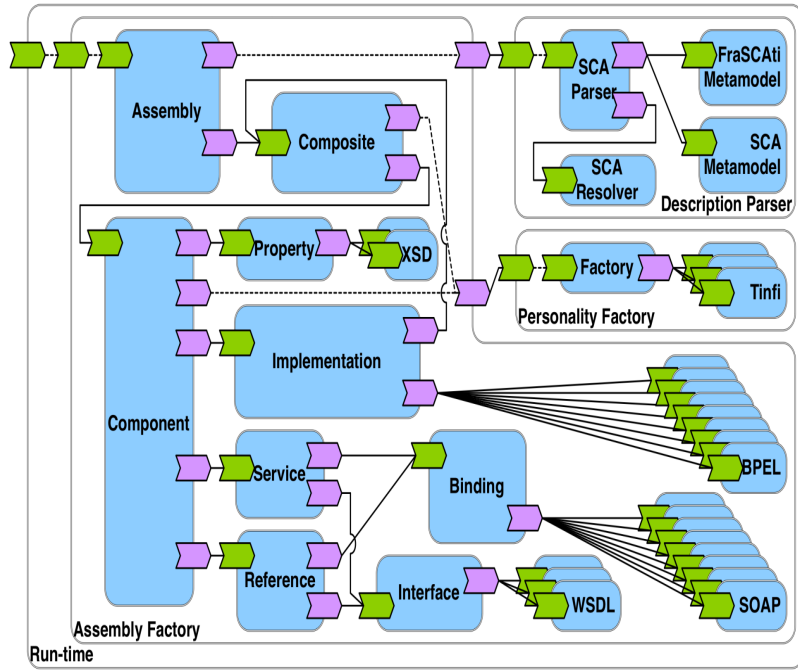 Assembly
Composite
SCA
Parser
FraSCAti
Metamodel
SCA
Metamodel
SCA
Resolver
Description Parser
Property
XSD
Factory
Tinfi
Personality Factory
Implementation
Component
BPEL
Service
Binding
Reference
Interface
WSDL
SOAP
Assembly Factory
Run-time